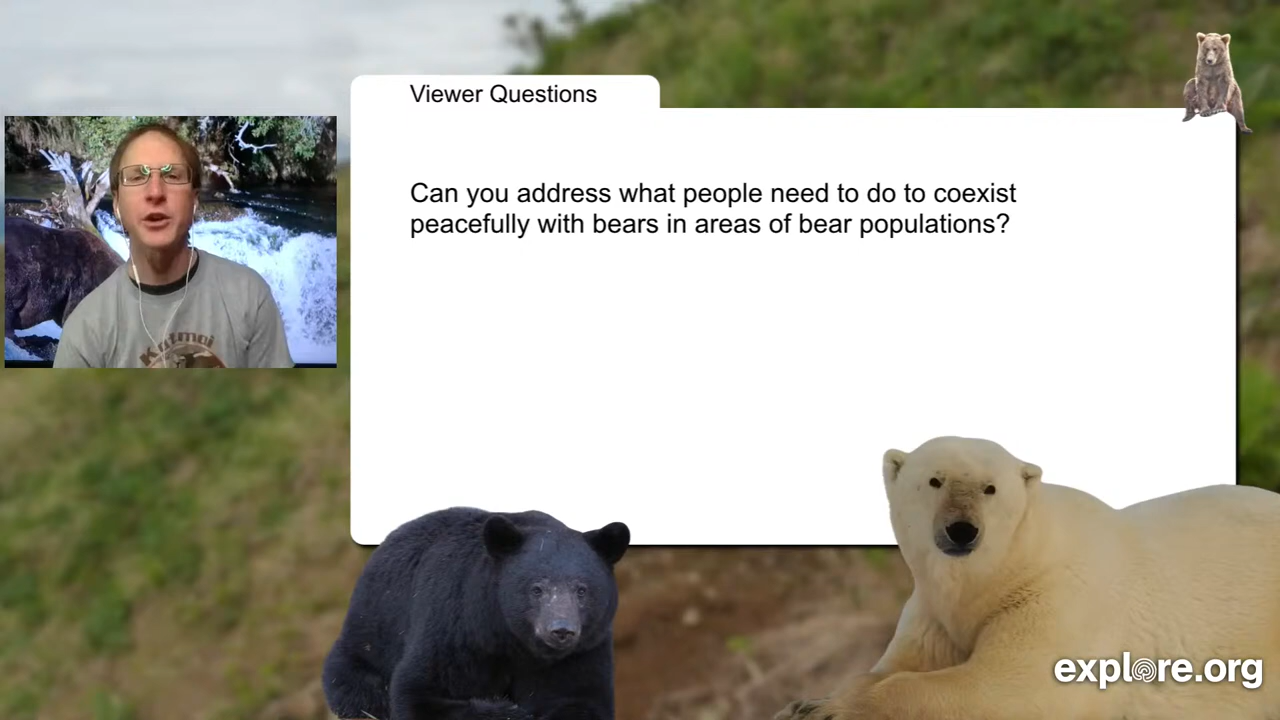 Viewer Questions
Can you address what people need to do to coexist
peacefully with bears in areas of bear populations?
Katmai
explore.org